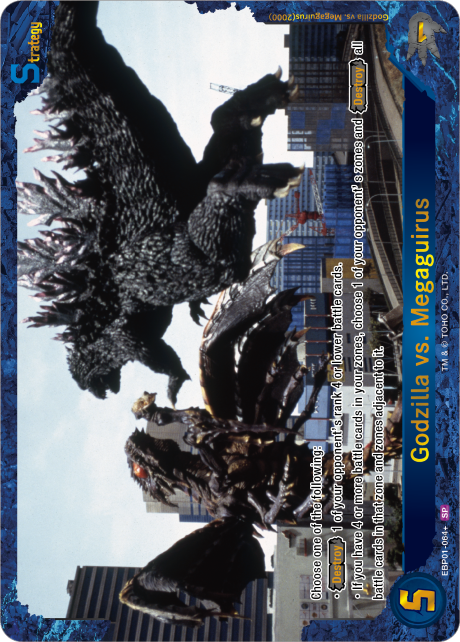 Strategy
Godzilla vs. Megaguirus(2000)
Choose one of the following:
• Destroy 1 of your opponent's rank 4 or lower battle cards.
• If you have 4 or more battle cards in your zones, choose 1 of your opponent's zones and Destroy all
battle cards in that zone and zones adjacent to it.
5
Godzilla vs. Megaguirus
EBP01-064+ SP
TM & © TOHO CO., LTD.